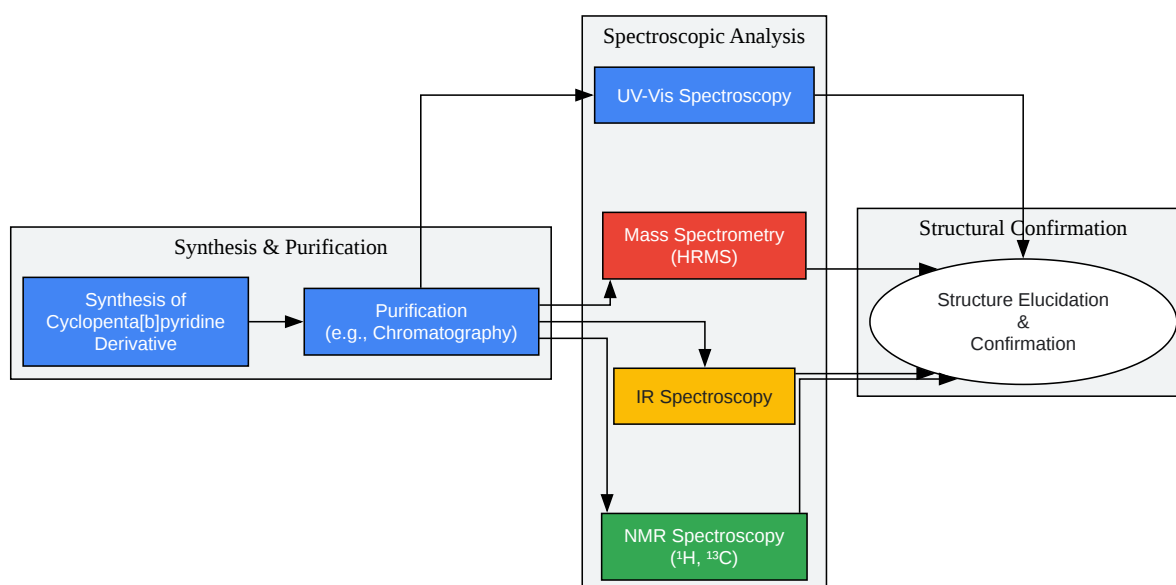 Synthesis & Purification
Synthesis of
Cyclopenta[b]pyridine
Derivative
Purification
(e.g., Chromatography)
Spectroscopic Analysis
UV-Vis Spectroscopy
Mass Spectrometry
(HRMS)
IR Spectroscopy
NMR Spectroscopy
(¹H, ¹³C)
Structural Confirmation
Structure Elucidation
&
Confirmation